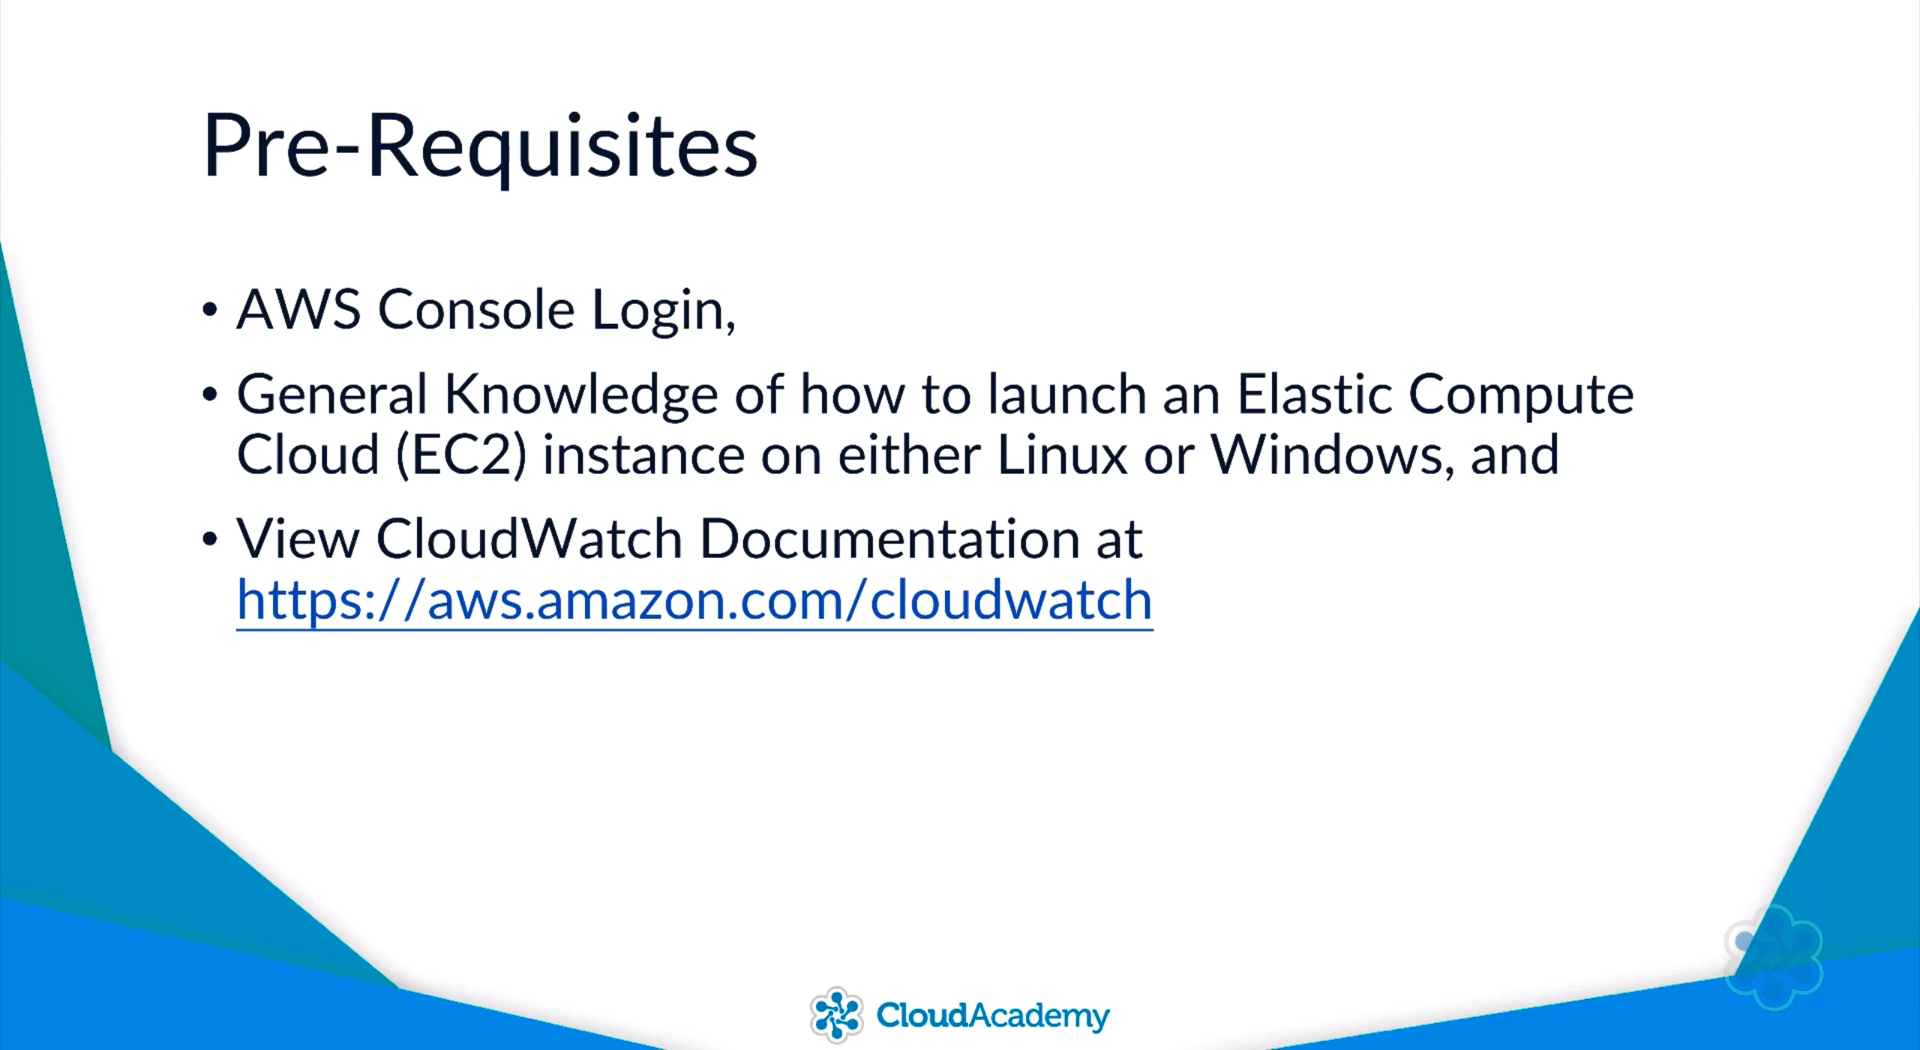 Pre-Requisites
• AWS Console Login,
• General Knowledge of how to launch an Elastic Compute
Cloud (EC2) instance on either Linux or Windows, and
• View CloudWatch Documentation at
https://aws.amazon.com/cloudwatch
CloudAcademy